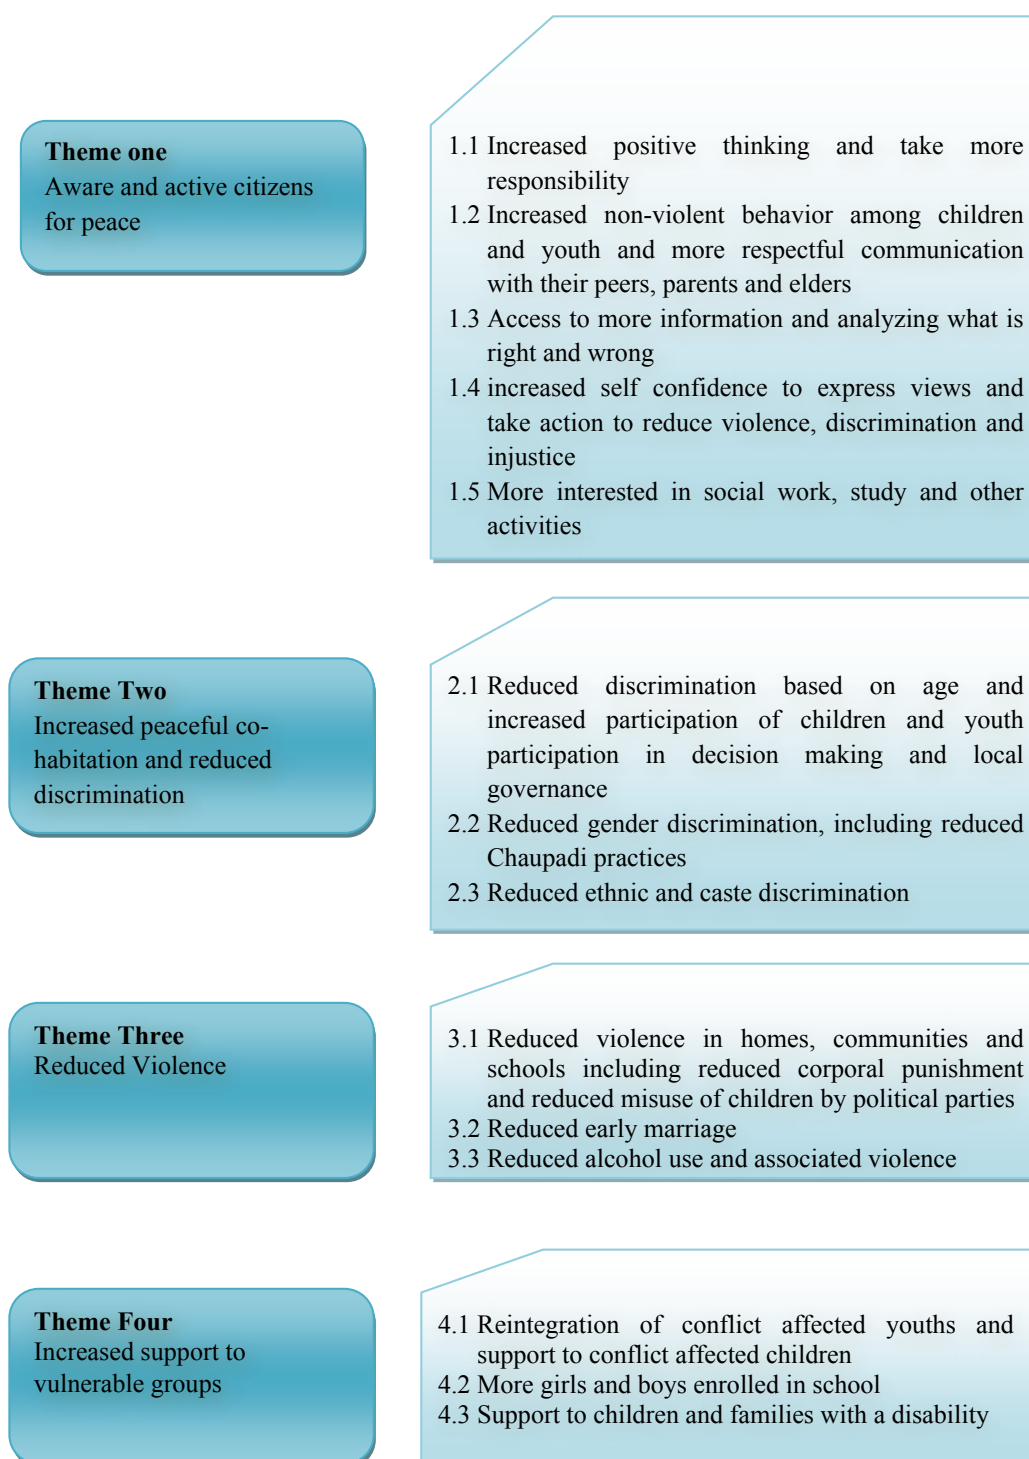 Theme one
Aware and active citizens
for peace
1.1 Increased positive thinking and take more
responsibility
1.2 Increased non-violent behavior among children
and youth and more respectful communication
with their peers, parents and elders
1.3 Access to more information and analyzing what is
right and wrong
1.4 increased self confidence to express views and
take action to reduce violence, discrimination and
injustice
1.5 More interested in social work, study and other
activities
Theme Two
Increased peaceful co-
habitation and reduced
discrimination
2.1 Reduced discrimination based on age and
increased participation of children and youth
participation in decision making and local
governance
2.2 Reduced gender discrimination, including reduced
Chaupadi practices
2.3 Reduced ethnic and caste discrimination
Theme Three
Reduced Violence
3.1 Reduced violence in homes, communities and
schools including reduced corporal punishment
and reduced misuse of children by political parties
3.2 Reduced early marriage
3.3 Reduced alcohol use and associated violence
Theme Four
Increased support to
vulnerable groups
4.1 Reintegration of conflict affected youths and
support to conflict affected children
4.2 More girls and boys enrolled in school
4.3 Support to children and families with a disability